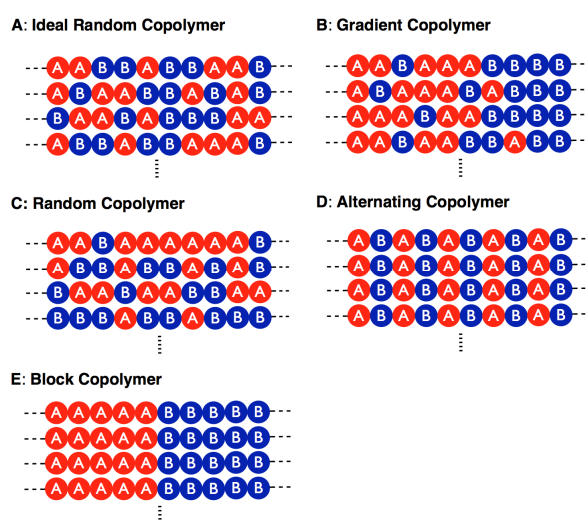 A: Ideal Random Copolymer
A A B B A B B A A B
A B A A B B A B A B
B A A B A B B B A A
A B B A B B A A A B
B: Gradient Copolymer
A A B A A A B B B B
A B A A A B A B B B
A A A B A A B B B B
A A B A A B B A B B
C: Random Copolymer
A A B A A A A A A B
A B B A B B A B A B
B A A B A A B B A A
B B B A B B A B B B
D: Alternating Copolymer
A B A B A B A B A B
A B A B A B A B A B
A B A B A B A B A B
A B A B A B A B A B
E: Block Copolymer
A A A A A B B B B B
A A A A A B B B B B
A A A A A B B B B B
A A A A A B B B B B